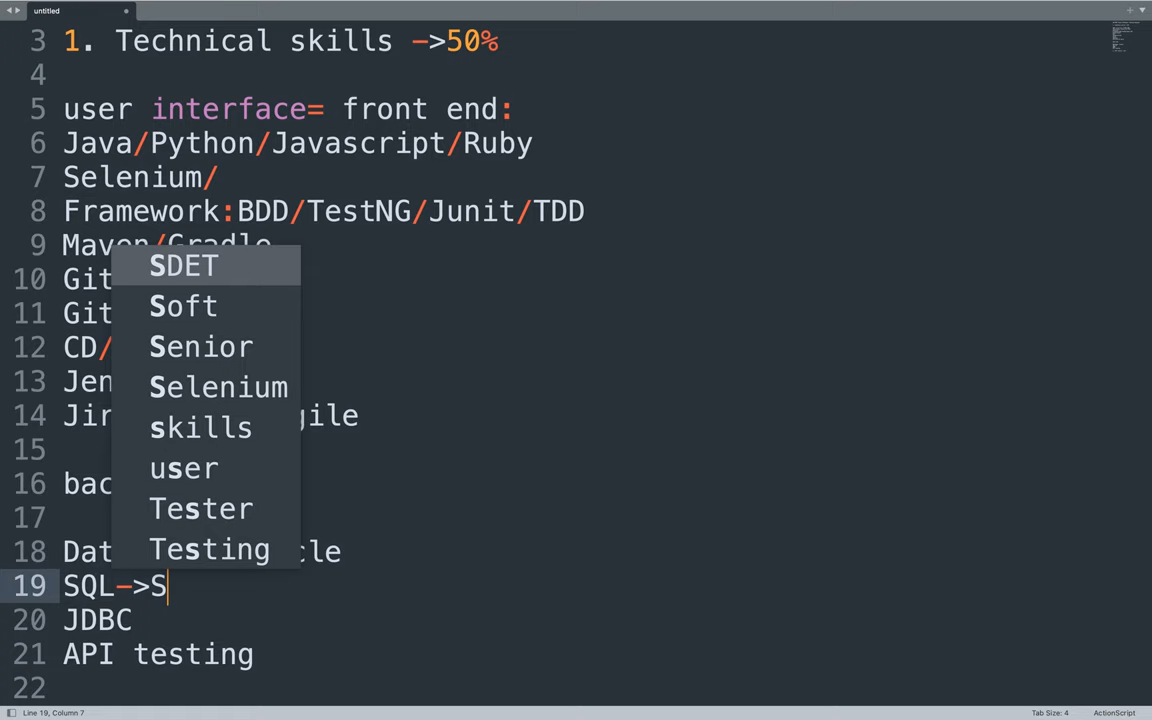 untitled
3 1. Technical skills ->50%
4
5 user interface= front end:
6 Java/Python/Javascript/Ruby
7 Selenium/
8 Framework:BDD/TestNG/Junit/TDD
9 Maven/Gradle
10 Git
11 Git
12 CD/
13 Jen
14 Jir gile
15
16 bac
17
18 Dat cle
19 SQL->S
20 JDBC
21 API testing
22
SDET
Soft
Senior
Selenium
skills
user
Tester
Testing
Line 19, Column 7
Tab Size: 4
ActionScript